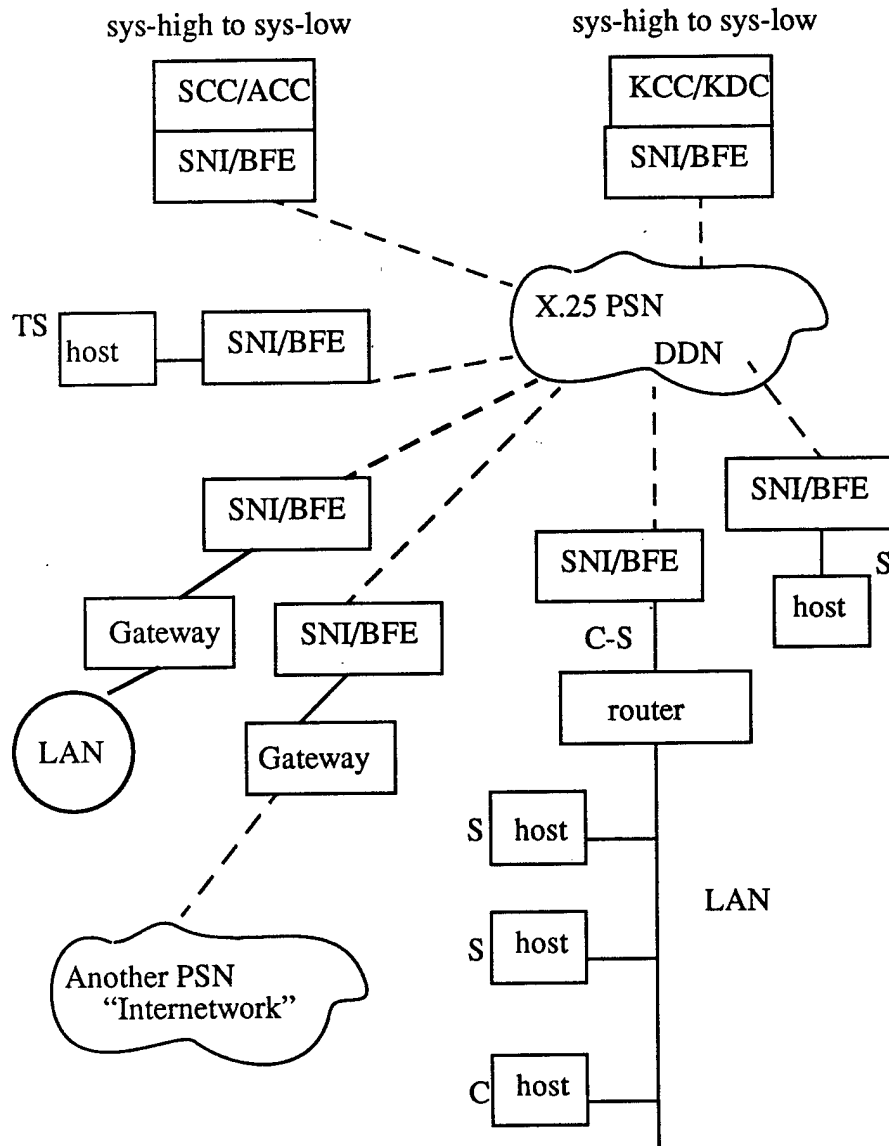 sys-high to sys-low
sys-high to sys-low
SCC/ACC
KCC/KDC
SNI/BFE
SNI/BFE
X.25 PSN
DDN
TS
host
SNI/BFE
SNI/BFE
SNI/BFE
SNI/BFE
S
host
Gateway
SNI/BFE
C-S
router
LAN
Gateway
S
host
LAN
S
host
Another PSN
“Internetwork”
C
host